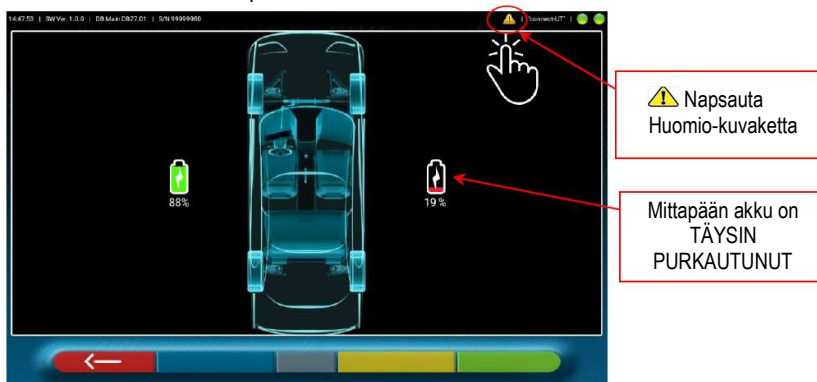 14:47:53 | SW Ver. 1.0.0 | DB Main DB27.01 | S/N 99999980
| "connect-UT" |
Napsauta
Huomio-kuvaketta
88%
19 %
Mittapään akku on
TÄYSIN
PURKAUTUNUT